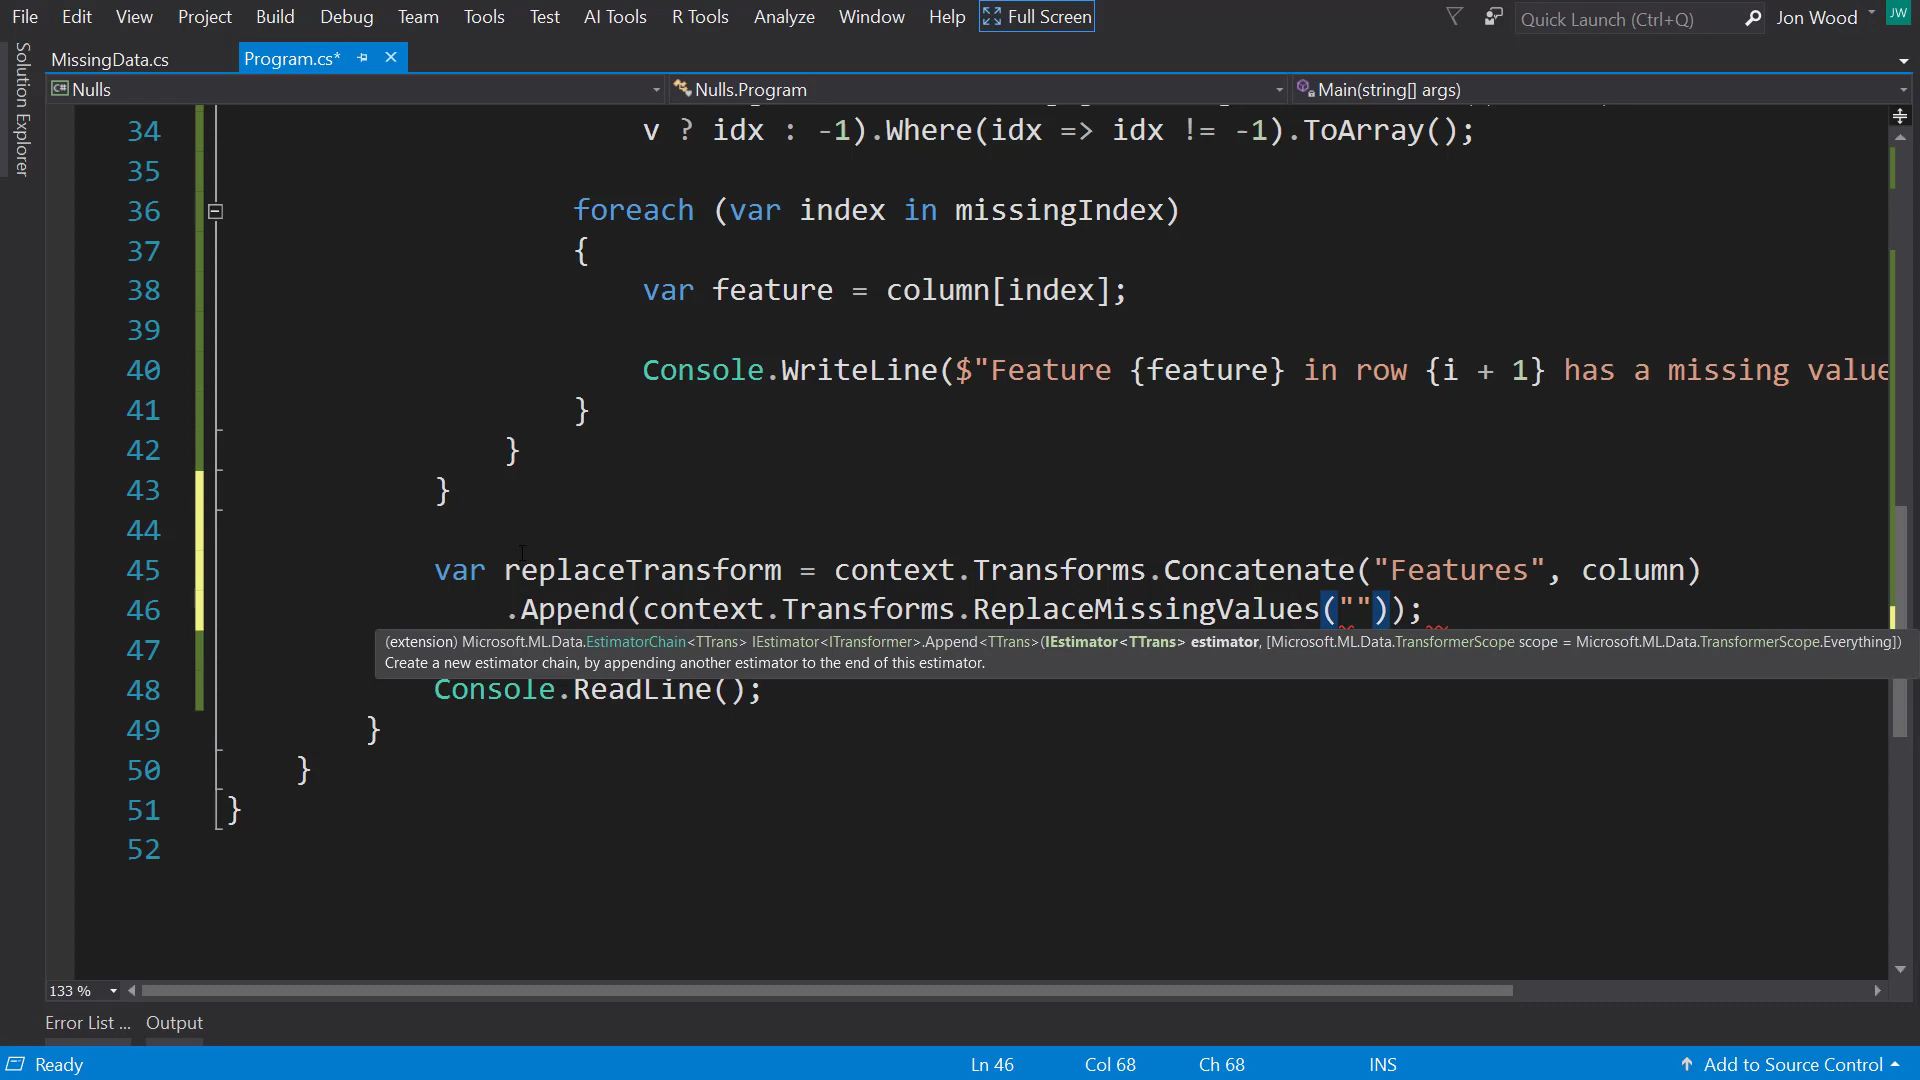 File Edit View Project Build Debug Team Tools Test AI Tools R Tools Analyze Window Help Full Screen Quick Launch (Ctrl+Q) Jon Wood JW
Solution Explorer
MissingData.cs Program.cs*
C# Nulls Nulls.Program Main(string[] args)
34 v ? idx : -1).Where(idx => idx != -1).ToArray();
35
36 foreach (var index in missingIndex)
37 {
38 var feature = column[index];
39
40 Console.WriteLine($"Feature {feature} in row {i + 1} has a missing value
41 }
42 }
43 }
44
45 var replaceTransform = context.Transforms.Concatenate("Features", column)
46 .Append(context.Transforms.ReplaceMissingValues(""));
(extension) Microsoft.ML.Data.EstimatorChain<TTrans> IEstimator<ITransformer>.Append<TTrans>(IEstimator<TTrans> estimator, [Microsoft.ML.Data.TransformerScope scope = Microsoft.ML.Data.TransformerScope.Everything])
47 Create a new estimator chain, by appending another estimator to the end of this estimator.
48 Console.ReadLine();
49 }
50 }
51 }
52
133 %
Error List ... Output
Ready Ln 46 Col 68 Ch 68 INS Add to Source Control